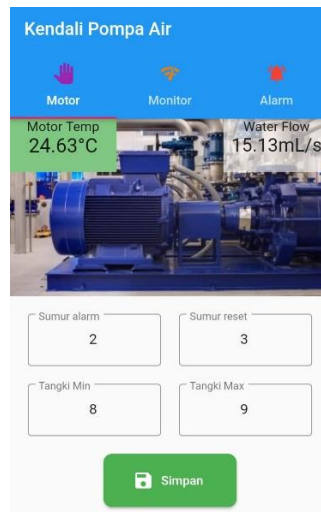 Kendali Pompa Air
Motor Monitor Alarm
Motor Temp Water Flow
24.63°C 15.13mL/s
Sumur alarm Sumur reset
2 3
Tangki Min Tangki Max
8 9
Simpan